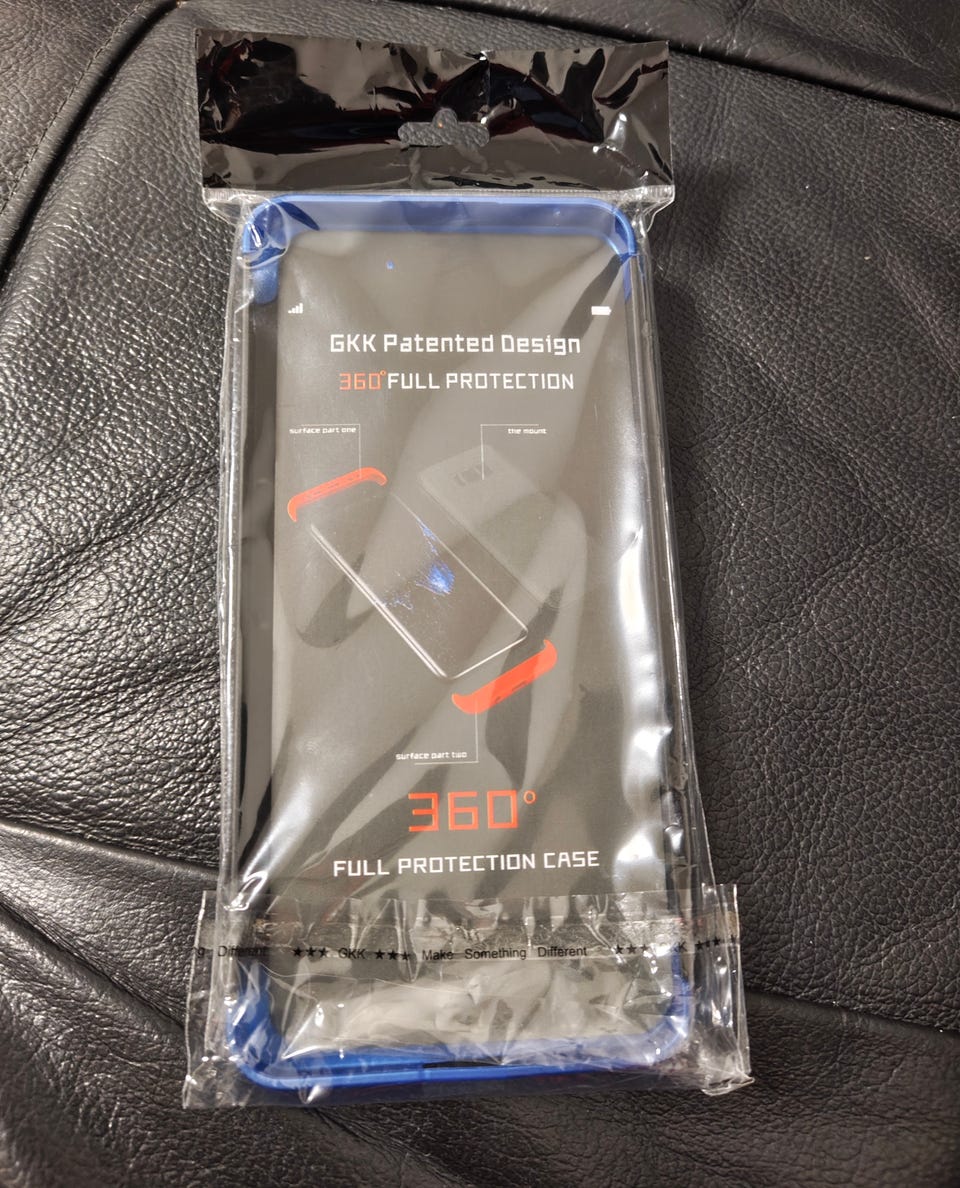 GKK Patented Design
360°FULL PROTECTION
surface part one
the mount
surface part two
360°
FULL PROTECTION CASE
Different ★★★ GKK ★★★ Make Something Different ★★★